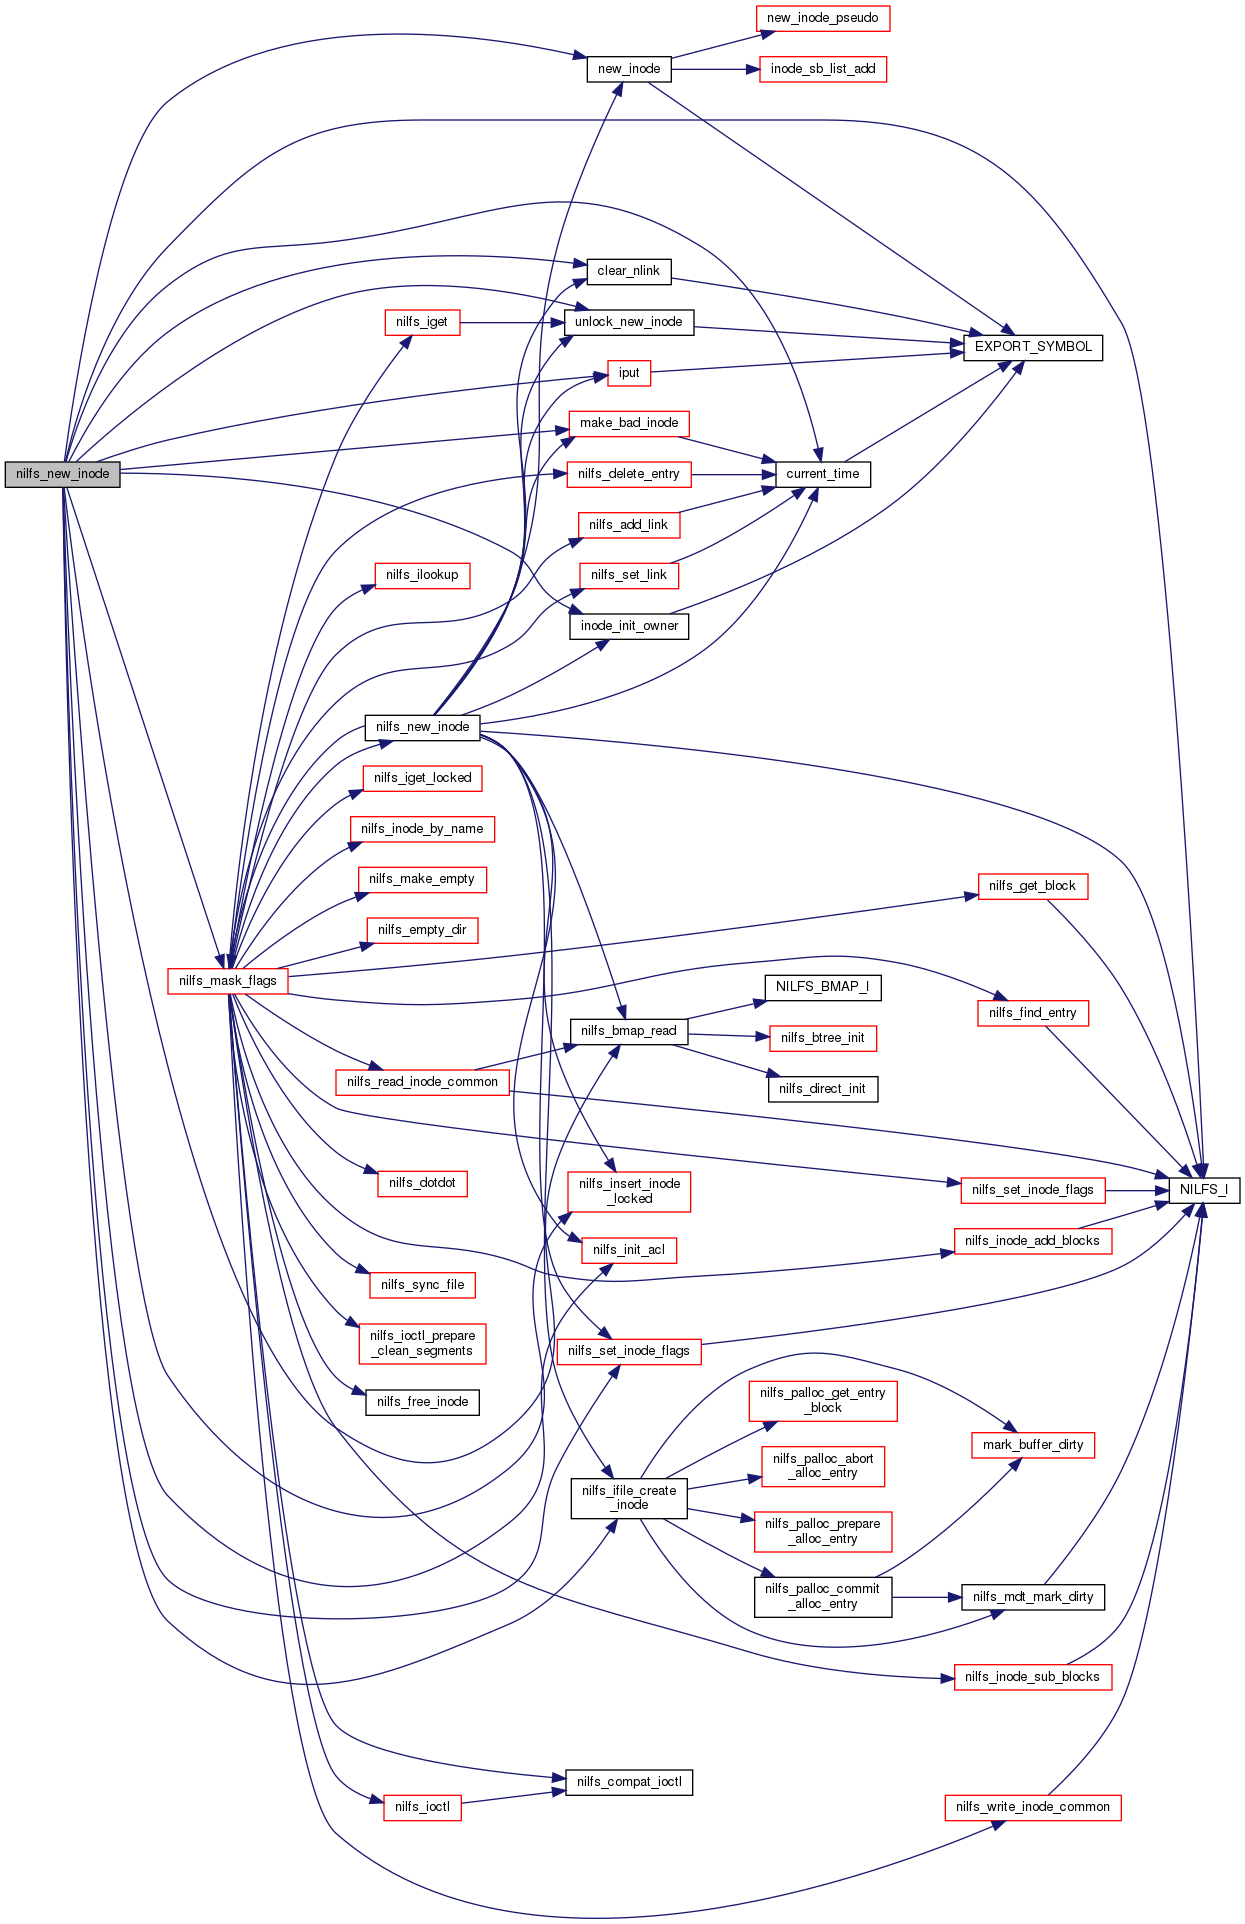 new_inode_pseudo
new_inode
inode_sb_list_add
clear_nlink
nilfs_iget
unlock_new_inode
EXPORT_SYMBOL
iput
make_bad_inode
nilfs_new_inode
nilfs_delete_entry
current_time
nilfs_add_link
nilfs_ilookup
nilfs_set_link
inode_init_owner
nilfs_new_inode
nilfs_iget_locked
nilfs_inode_by_name
nilfs_make_empty
nilfs_get_block
nilfs_empty_dir
nilfs_mask_flags
NILFS_BMAP_I
nilfs_find_entry
nilfs_bmap_read
nilfs_btree_init
nilfs_read_inode_common
nilfs_direct_init
nilfs_dotdot
nilfs_insert_inode
_locked
nilfs_set_inode_flags
NILFS_I
nilfs_inode_add_blocks
nilfs_init_acl
nilfs_sync_file
nilfs_ioctl_prepare
_clean_segments
nilfs_set_inode_flags
nilfs_free_inode
nilfs_palloc_get_entry
_block
mark_buffer_dirty
nilfs_palloc_abort
_alloc_entry
nilfs_ifile_create
_inode
nilfs_palloc_prepare
_alloc_entry
nilfs_palloc_commit
_alloc_entry
nilfs_mdt_mark_dirty
nilfs_inode_sub_blocks
nilfs_compat_ioctl
nilfs_ioctl
nilfs_write_inode_common